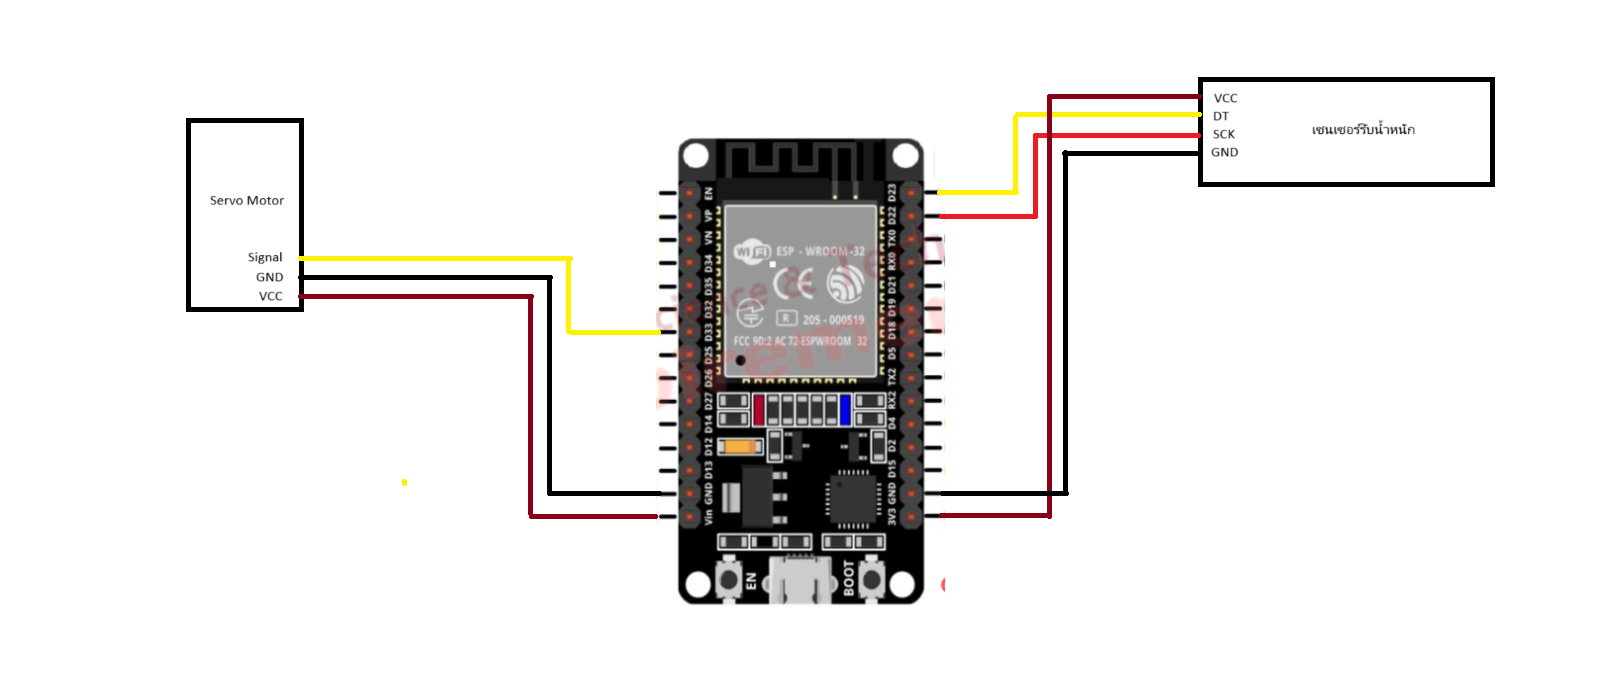 Servo Motor
Signal
GND
VCC
EN
VP
VN
D34
D35
D32
D33
D25
D26
D27
D14
D12
D13
GND
Vin
WiFi
ESP - WROOM-32
CE
R
205 - 000519
FCC 9D:2 AC 72-ESPWROOM 32
EN
BOOT
D23
D22
TX0
RX0
D21
D19
D18
D5
TX2
RX2
D4
D2
D15
GND
3V3
VCC
DT
SCK
GND
เซนเซอร์รับน้ำหนัก